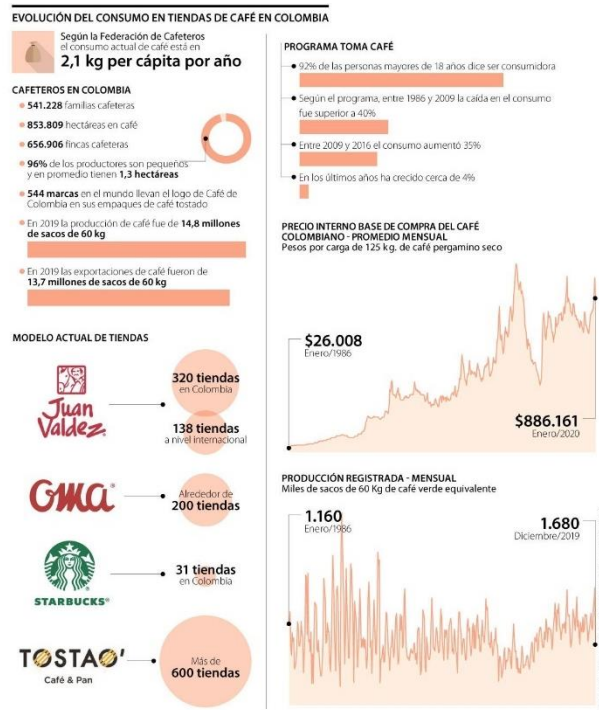 EVOLUCIÓN DEL CONSUMO EN TIENDAS DE CAFÉ EN COLOMBIA
Según la Federación de Cafeteros
el consumo actual de café está en
2,1 kg per cápita por año
CAFETEROS EN COLOMBIA
541.228 familias cafeteras
853.809 hectáreas en café
656.906 fincas cafeteras
96% de los productores son pequeños
y en promedio tienen 1,3 hectáreas
544 marcas en el mundo llevan el logo de Café de
Colombia en sus empaques de café tostado
En 2019 la producción de café fue de 14,8 millones
de sacos de 60 kg
En 2019 las exportaciones de café fueron de
13,7 millones de sacos de 60 kg
MODELO ACTUAL DE TIENDAS
Juan
Valdez
320 tiendas
en Colombia
138 tiendas
a nivel internacional
Oma
Alrededor de
200 tiendas
STARBUCKS®
31 tiendas
en Colombia
TOSTAO'
Café & Pan
Más de
600 tiendas
PROGRAMA TOMA CAFÉ
92% de las personas mayores de 18 años dice ser consumidora
Según el programa, entre 1986 y 2009 la caída en el consumo
fue superior a 40%
Entre 2009 y 2016 el consumo aumentó 35%
En los últimos años ha crecido cerca de 4%
PRECIO INTERNO BASE DE COMPRA DEL CAFÉ
COLOMBIANO - PROMEDIO MENSUAL
Pesos por carga de 125 kg. de café pergamino seco
$26.008
Enero/1986
$886.161
Enero/2020
PRODUCCIÓN REGISTRADA - MENSUAL
Miles de sacos de 60 Kg de café verde equivalente
1.160
Enero/1986
1.680
Diciembre/2019